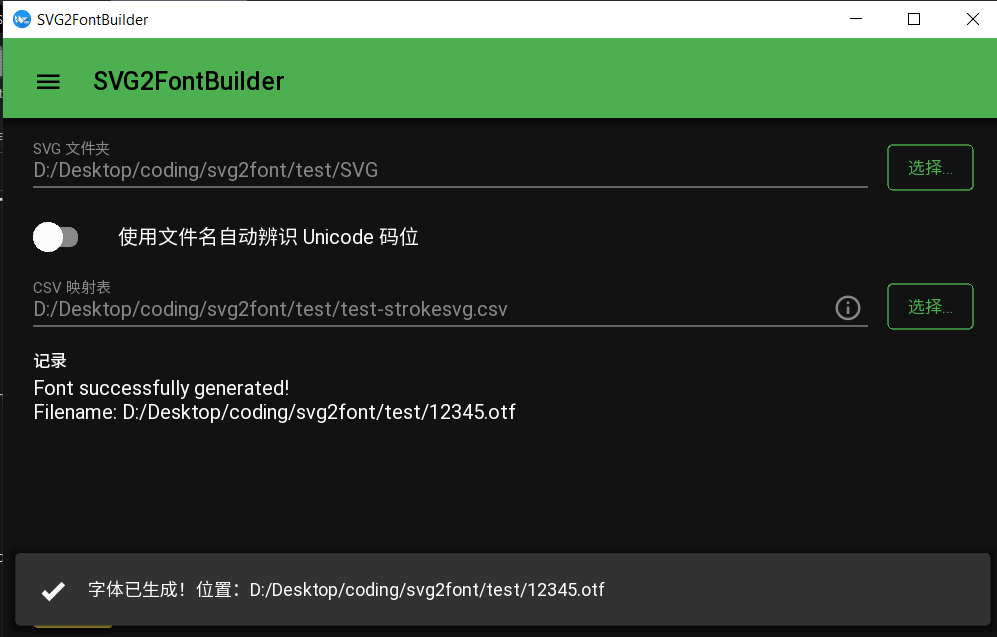 SVG2FontBuilder
SVG2FontBuilder
SVG 文件夹
D:/Desktop/coding/svg2font/test/SVG
选择...
使用文件名自动辨识 Unicode 码位
CSV 映射表
D:/Desktop/coding/svg2font/test/test-strokesvg.csv
选择...
记录
Font successfully generated!
Filename: D:/Desktop/coding/svg2font/test/12345.otf
字体已生成！位置：D:/Desktop/coding/svg2font/test/12345.otf